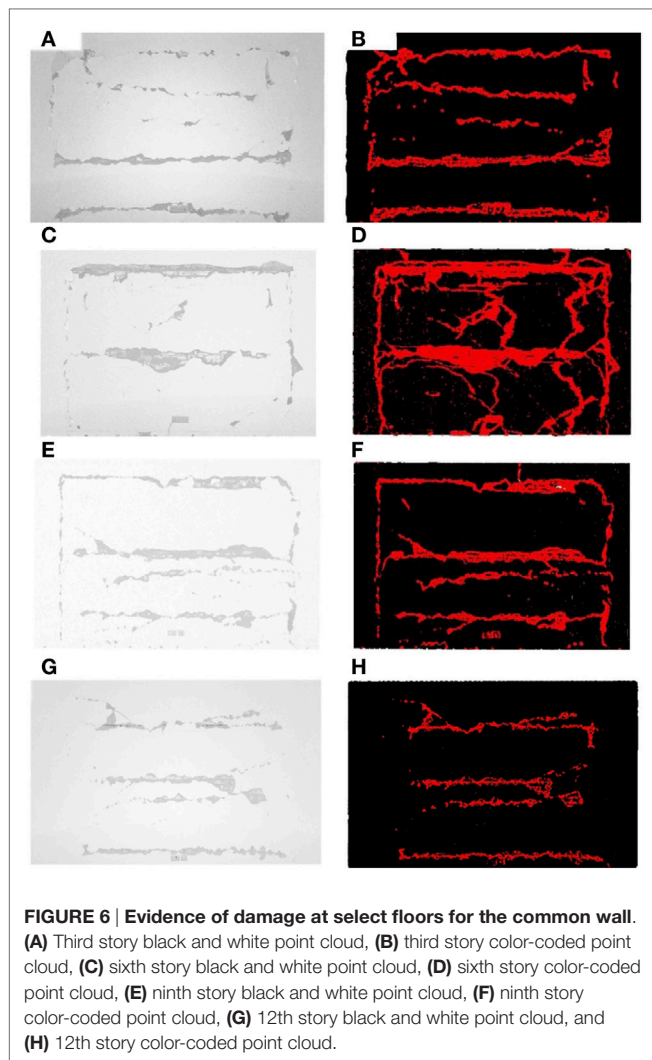 A
B
C
D
E
F
G
H
FIGURE 6 | Evidence of damage at select floors for the common wall.
(A) Third story black and white point cloud, (B) third story color-coded point
cloud, (C) sixth story black and white point cloud, (D) sixth story color-coded
point cloud, (E) ninth story black and white point cloud, (F) ninth story
color-coded point cloud, (G) 12th story black and white point cloud, and
(H) 12th story color-coded point cloud.